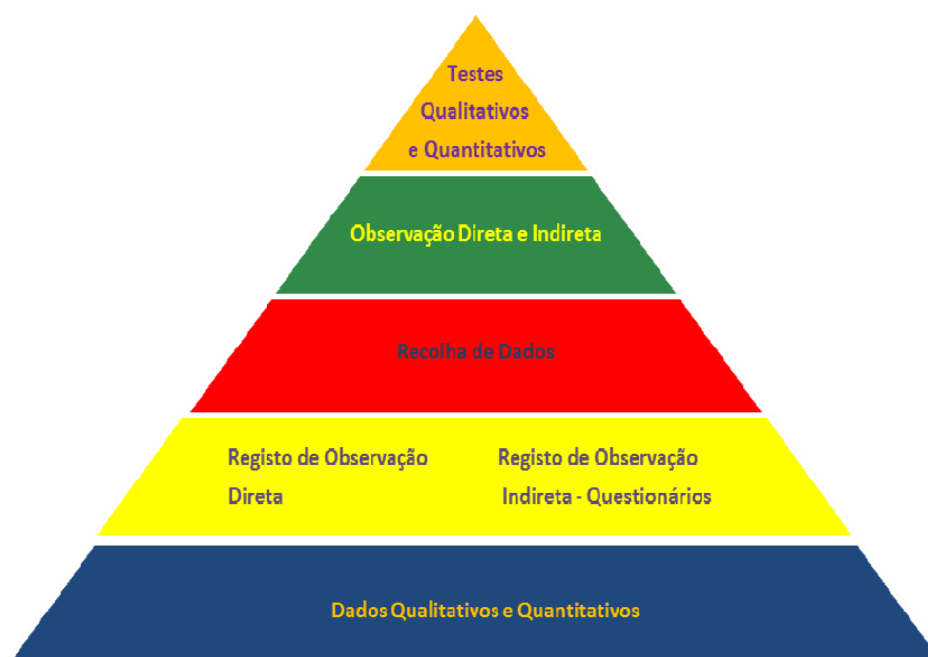 Testes
Qualitativos
e Quantitativos
Observação Direta e Indireta
Recolha de Dados
Registo de Observação
Direta
Registo de Observação
Indireta - Questionários
Dados Qualitativos e Quantitativos